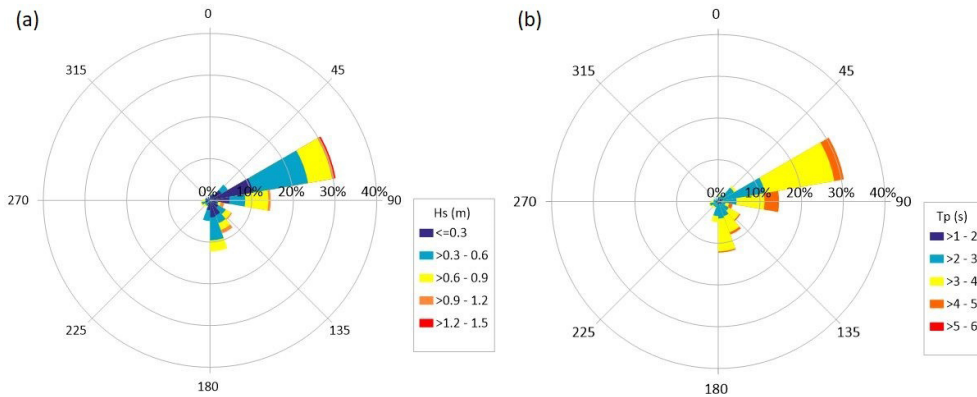 (a)
0
315
45
0% 10% 20% 30% 40%
270
90
225
135
180
Hs (m)
<=0.3
>0.3 - 0.6
>0.6 - 0.9
>0.9 - 1.2
>1.2 - 1.5
(b)
0
315
45
0% 10% 20% 30% 40%
270
90
225
135
180
Tp (s)
>1 - 2
>2 - 3
>3 - 4
>4 - 5
>5 - 6